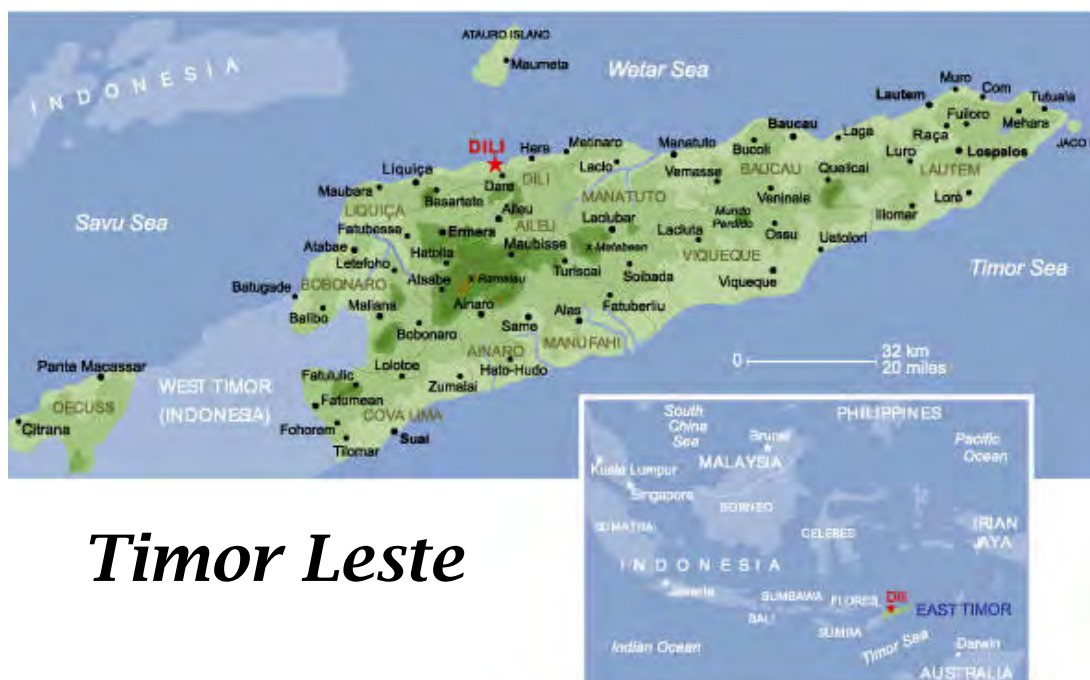 ATAURO ISLAND
Maumeta
Wetar Sea
INDONESIA
Muro
Com
Lautem
Tutuala
Fuiloro
Mehara
Raça
JACO
DILI
Hera
Metinaro
Manatuto
Baucau
Laga
Bucoli
Luro
Lospalos
LAUTEM
Liquiça
DILI
Laclo
Vemasse
BAUCAU
Quelicai
Maubara
Dare
Basartate
MANATUTO
Veninale
Lore
LIQUIÇA
Aileu
Laclubar
Mundo
Perdido
Iliomar
Savu Sea
Fatubessa
Ermera
AILEU
Lacluta
Ossu
Uatolori
Atabae
Hatolia
Maubisse
x Matebean
VIQUEQUE
Letefoho
Atsabe
x Ramelau
Turiscai
Soibada
Viqueque
Timor Sea
Batugade
BOBONARO
Maliana
Ainaro
Alas
Fatuberliu
Balibo
Bobonaro
Same
MANUFAHI
AINARO
0
32 km
20 miles
Pante Macassar
WEST TIMOR
(INDONESIA)
Fatululic
Lolotoe
Zumalai
Hato-Hudo
OECUSS
Fatumean
COVA LIMA
Citrana
Fohorem
Suai
Tilomar
Timor Leste
South
China
Sea
PHILIPPINES
Brunei
Pacific
Ocean
Kuala Lumpur
MALAYSIA
Singapore
BORNEO
SUMATRA
CELEBES
IRIAN
JAYA
INDONESIA
Jakarta
SUMBAWA
FLORES
Dili
EAST TIMOR
BALI
SUMBA
Indian Ocean
Timor Sea
Darwin
AUSTRALIA